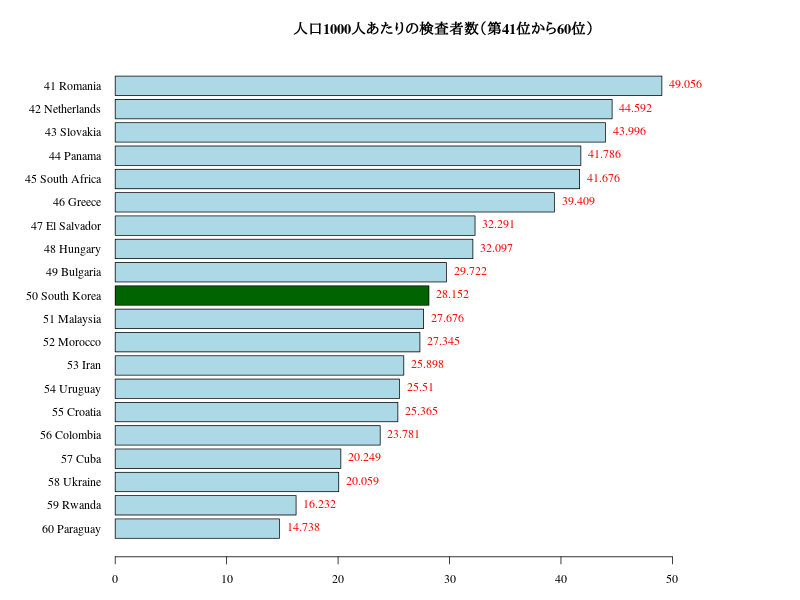 人口1000人あたりの検査者数（第41位から60位）
41 Romania 49.056
42 Netherlands 44.592
43 Slovakia 43.996
44 Panama 41.786
45 South Africa 41.676
46 Greece 39.409
47 El Salvador 32.291
48 Hungary 32.097
49 Bulgaria 29.722
50 South Korea 28.152
51 Malaysia 27.676
52 Morocco 27.345
53 Iran 25.898
54 Uruguay 25.51
55 Croatia 25.365
56 Colombia 23.781
57 Cuba 20.249
58 Ukraine 20.059
59 Rwanda 16.232
60 Paraguay 14.738
0 10 20 30 40 50